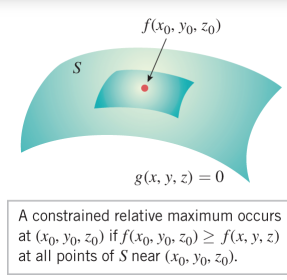 f(x₀, y₀, z₀)
S
g(x, y, z) = 0
A constrained relative maximum occurs
at (x₀, y₀, z₀) if f(x₀, y₀, z₀) ≥ f(x, y, z)
at all points of S near (x₀, y₀, z₀).